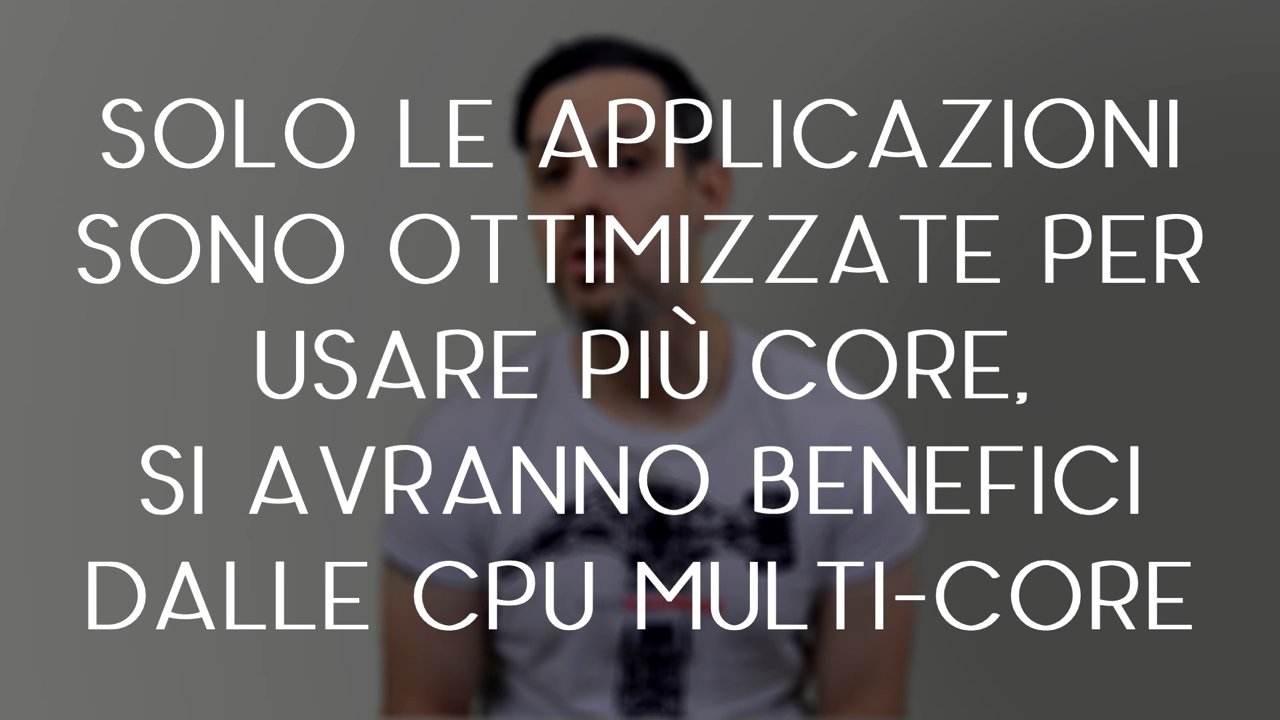 SOLO LE APPLICAZIONI
SONO OTTIMIZZATE PER
USARE PIÙ CORE,
SI AVRANNO BENEFICI
DALLE CPU MULTI-CORE